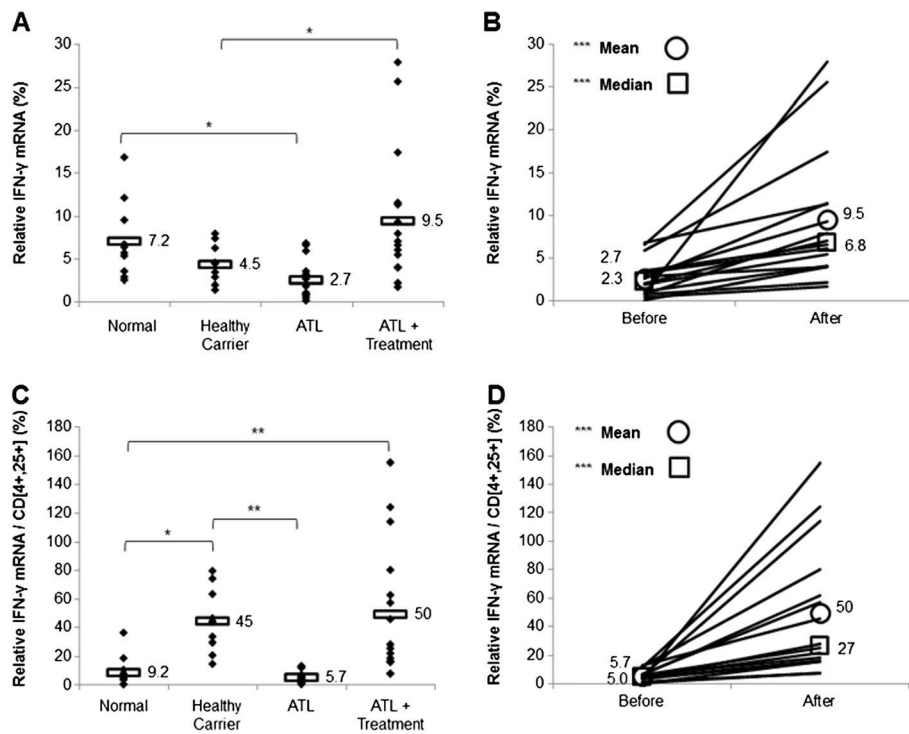 A
Relative IFN-γ mRNA (%)
30
25
20
15
10
5
0
*
*
7.2
4.5
2.7
9.5
Normal
Healthy
Carrier
ATL
ATL +
Treatment
B
Relative IFN-γ mRNA (%)
30
25
20
15
10
5
0
*** Mean
*** Median
2.7
2.3
9.5
6.8
Before
After
C
Relative IFN-γ mRNA / CD[4+,25+] (%)
180
160
140
120
100
80
60
40
20
0
**
**
*
9.2
45
5.7
50
Normal
Healthy
Carrier
ATL
ATL +
Treatment
D
Relative IFN-γ mRNA / CD[4+,25+] (%)
180
160
140
120
100
80
60
40
20
0
*** Mean
*** Median
5.7
5.0
50
27
Before
After